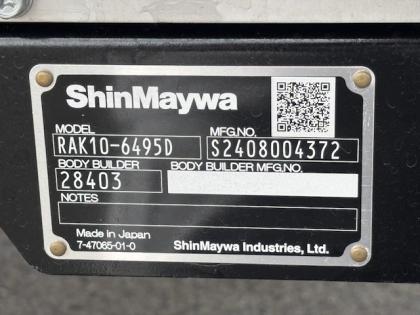 ShinMaywa
MODEL MFG.NO.
RAK10-6495D S2408004372
BODY BUILDER BODY BUILDER MFG.NO.
28403
NOTES
Made in Japan
7-47065-01-0 ShinMaywa Industries, Ltd.